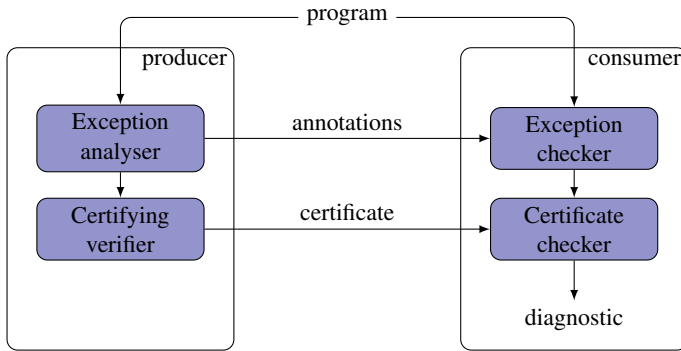 program
producer
consumer
Exception
analyser
annotations
Exception
checker
Certifying
verifier
certificate
Certificate
checker
diagnostic